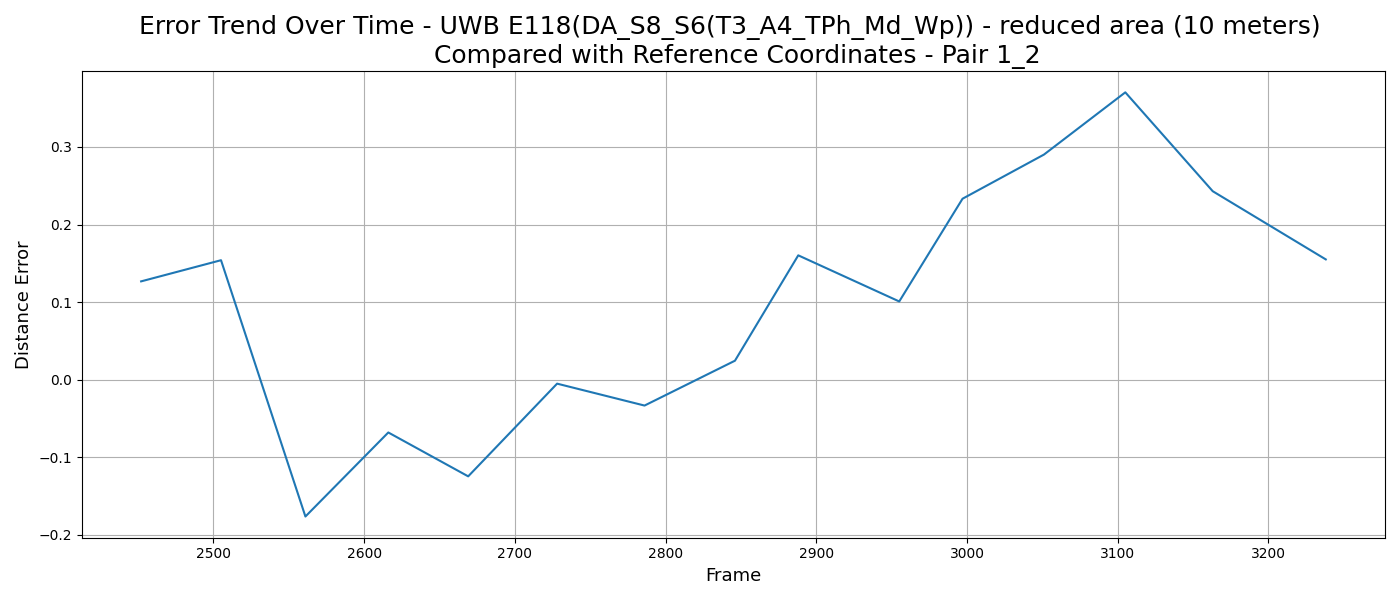 Error Trend Over Time - UWB E118(DA_S8_S6(T3_A4_TPh_Md_Wp)) - reduced area (10 meters)
Compared with Reference Coordinates - Pair 1_2
Distance Error
0.3
0.2
0.1
0.0
−0.1
−0.2
2500 2600 2700 2800 2900 3000 3100 3200
Frame